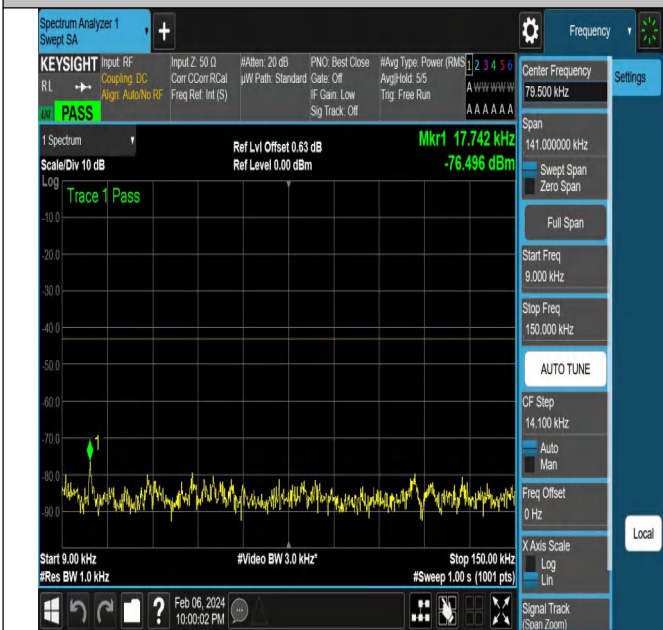 Spectrum Analyzer 1
Swept SA
+
Frequency
KEYSIGHT
RL
PASS
Input: RF
Coupling: DC
Align: Auto/No RF
Input Z: 50 Ω
Corr CCorr RCal
Freq Ref: Int (S)
#Atten: 20 dB
µW Path: Standard
PNO: Best Close
Gate: Off
IF Gain: Low
Sig Track: Off
#Avg Type: Power (RMS
Avg|Hold: 5/5
Trig: Free Run
1 2 3 4 5 6
A W W W W W
A A A A A A
1 Spectrum
Scale/Div 10 dB
Ref Lvl Offset 0.63 dB
Ref Level 0.00 dBm
Mkr1 17.742 kHz
-76.496 dBm
Log
Trace 1 Pass
-10.0
-20.0
-30.0
-40.0
-50.0
-60.0
-70.0
-80.0
-90.0
1
Start 9.00 kHz
#Res BW 1.0 kHz
#Video BW 3.0 kHz*
Stop 150.00 kHz
#Sweep 1.00 s (1001 pts)
?
Feb 06, 2024
10:00:02 PM
Center Frequency
79.500 kHz
Settings
Span
141.000000 kHz
Swept Span
Zero Span
Full Span
Start Freq
9.000 kHz
Stop Freq
150.000 kHz
AUTO TUNE
CF Step
14.100 kHz
Auto
Man
Freq Offset
0 Hz
X Axis Scale
Log
Lin
Signal Track
(Span Zoom)
Local